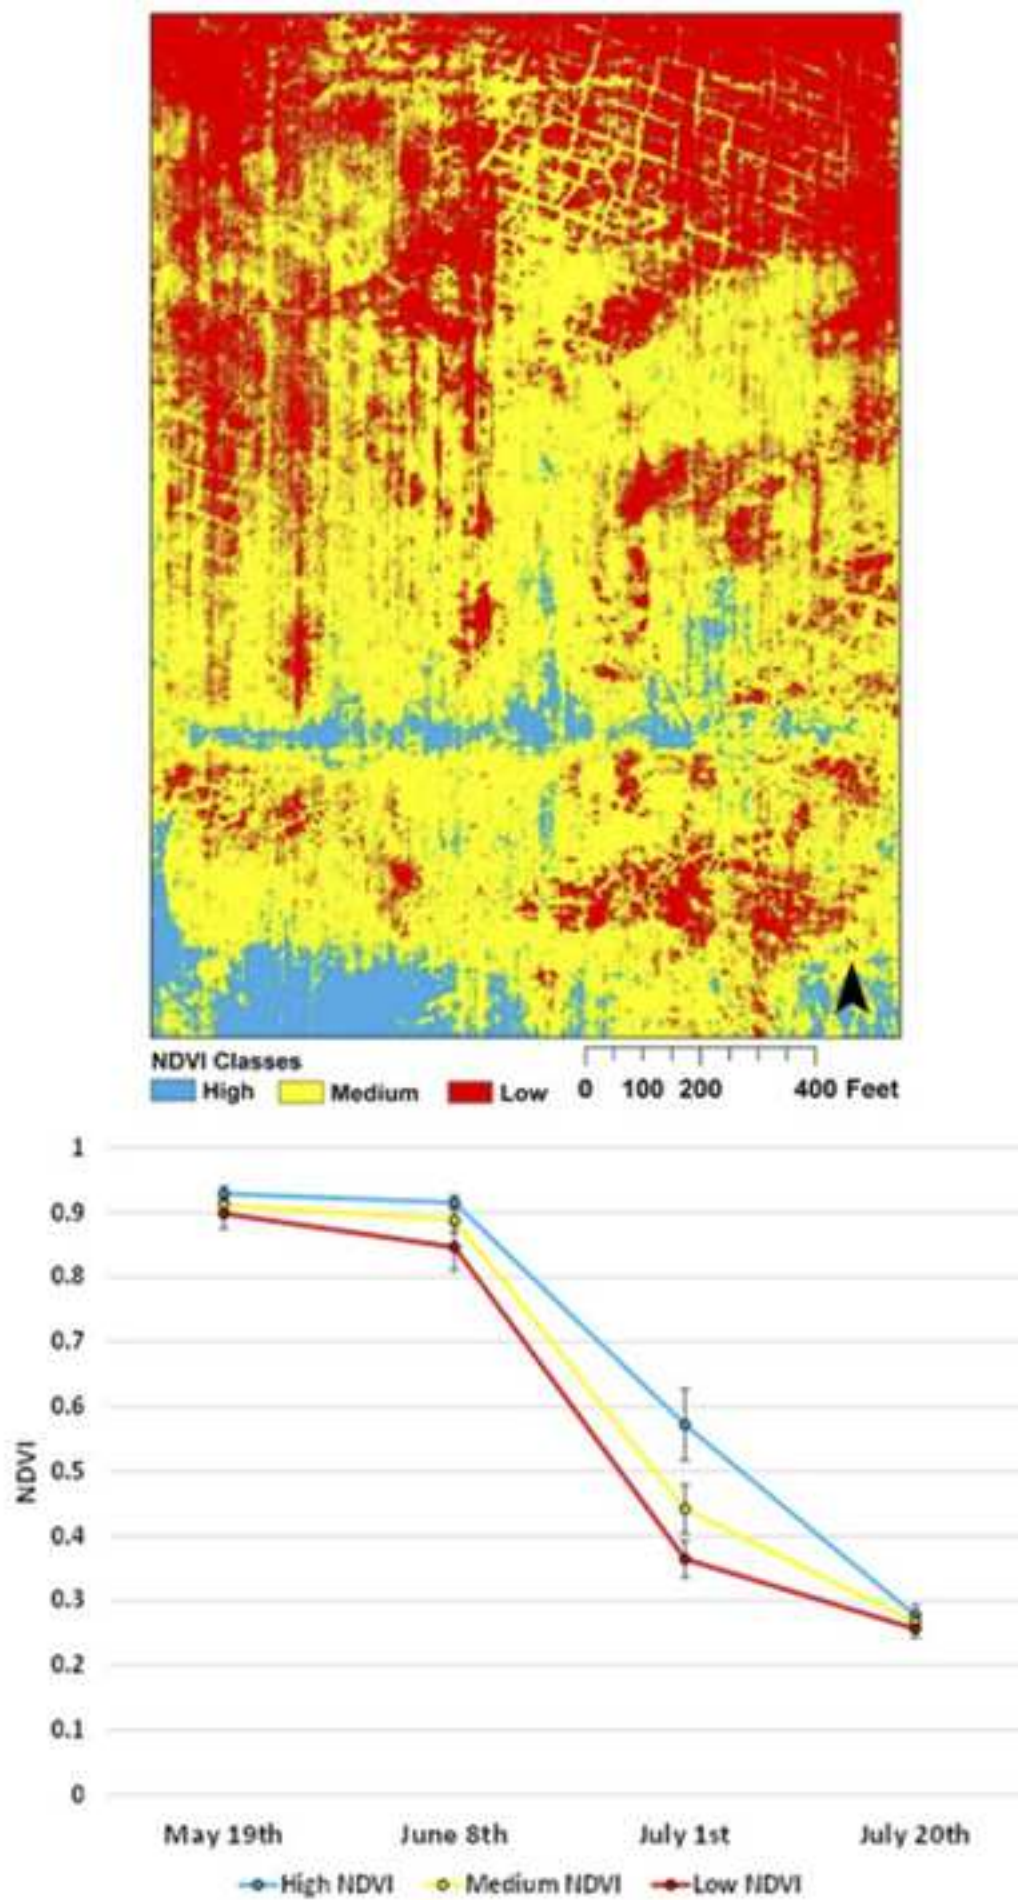 N
NDVI Classes
High Medium Low 0 100 200 400 Feet
1
0.9
0.8
0.7
0.6
0.5
0.4
0.3
0.2
0.1
0
NDVI
May 19th June 8th July 1st July 20th
High NDVI Medium NDVI Low NDVI